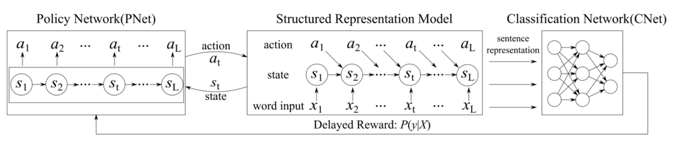 Policy Network(PNet)
a1 a2 ··· at ··· aL
s1 s2 st sL
action
at
st
state
Structured Representation Model
action a1 a2 ··· at ··· aL
state s1 s2 st sL
word input x1 x2 ··· xt ··· xL
Classification Network(CNet)
sentence
representation
Delayed Reward: P(y|X)